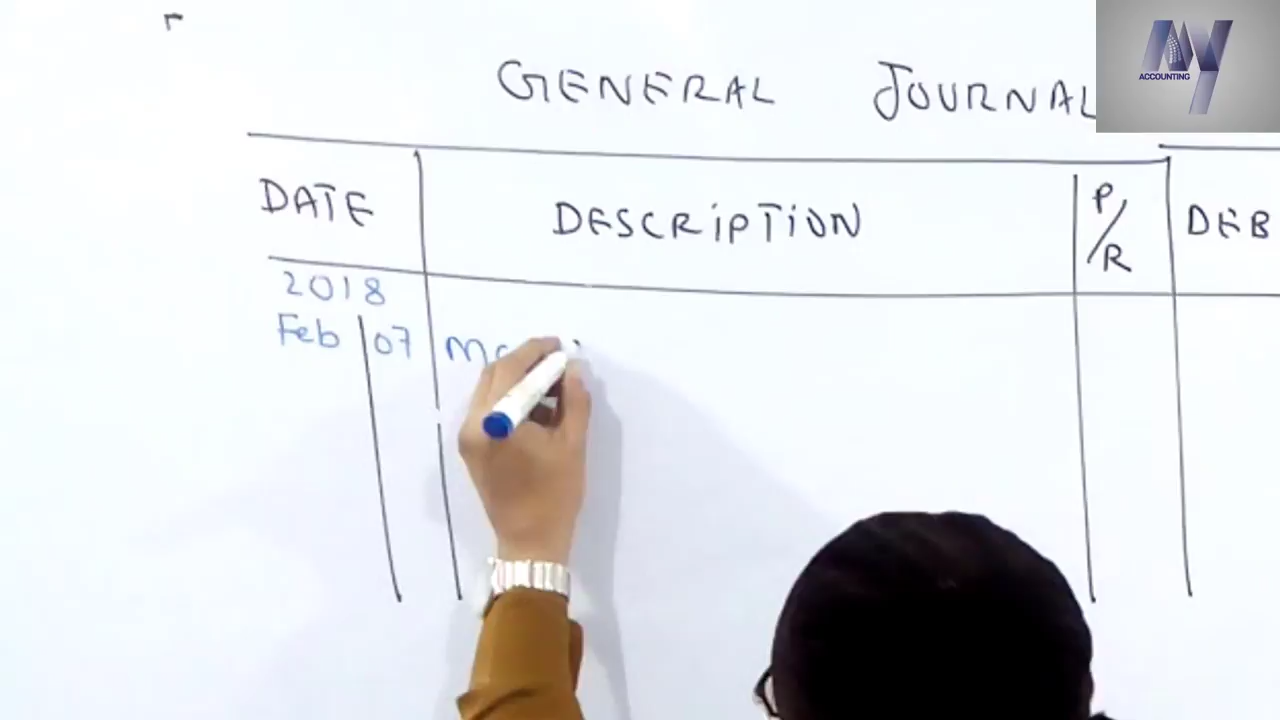 GENERAL JOURNAL
ACCOUNTING
DATE DESCRIPTION P/R DEB
2018
Feb 07